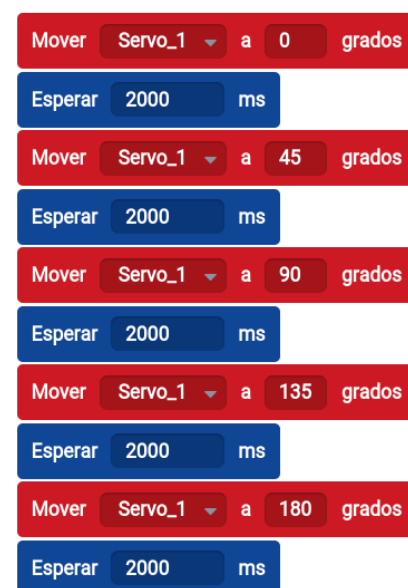 Mover Servo_1 a 0 grados
Esperar 2000 ms
Mover Servo_1 a 45 grados
Esperar 2000 ms
Mover Servo_1 a 90 grados
Esperar 2000 ms
Mover Servo_1 a 135 grados
Esperar 2000 ms
Mover Servo_1 a 180 grados
Esperar 2000 ms